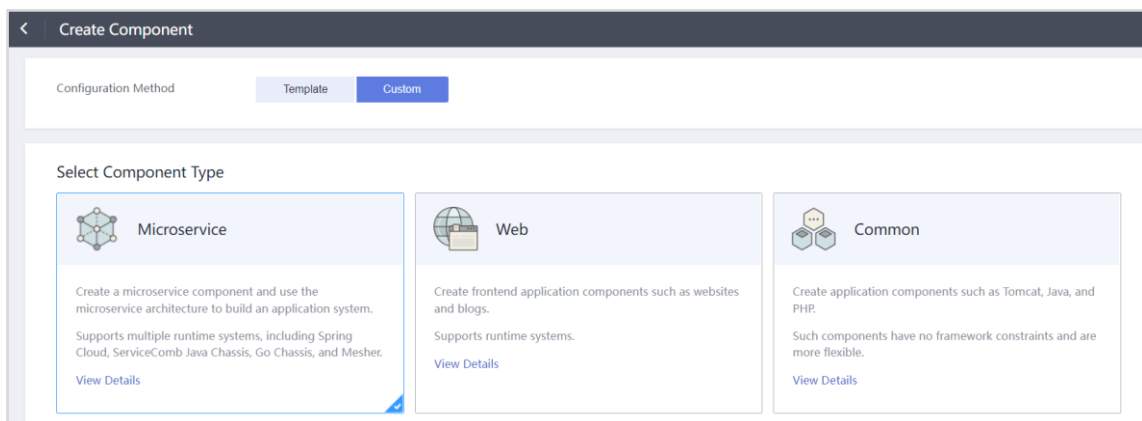 Create Component
Configuration Method
Template
Custom
Select Component Type
Microservice
Create a microservice component and use the
microservice architecture to build an application system.
Supports multiple runtime systems, including Spring
Cloud, ServiceComb Java Chassis, Go Chassis, and Mesher.
View Details
Web
Create frontend application components such as websites
and blogs.
Supports runtime systems.
View Details
Common
Create application components such as Tomcat, Java, and
PHP.
Such components have no framework constraints and are
more flexible.
View Details